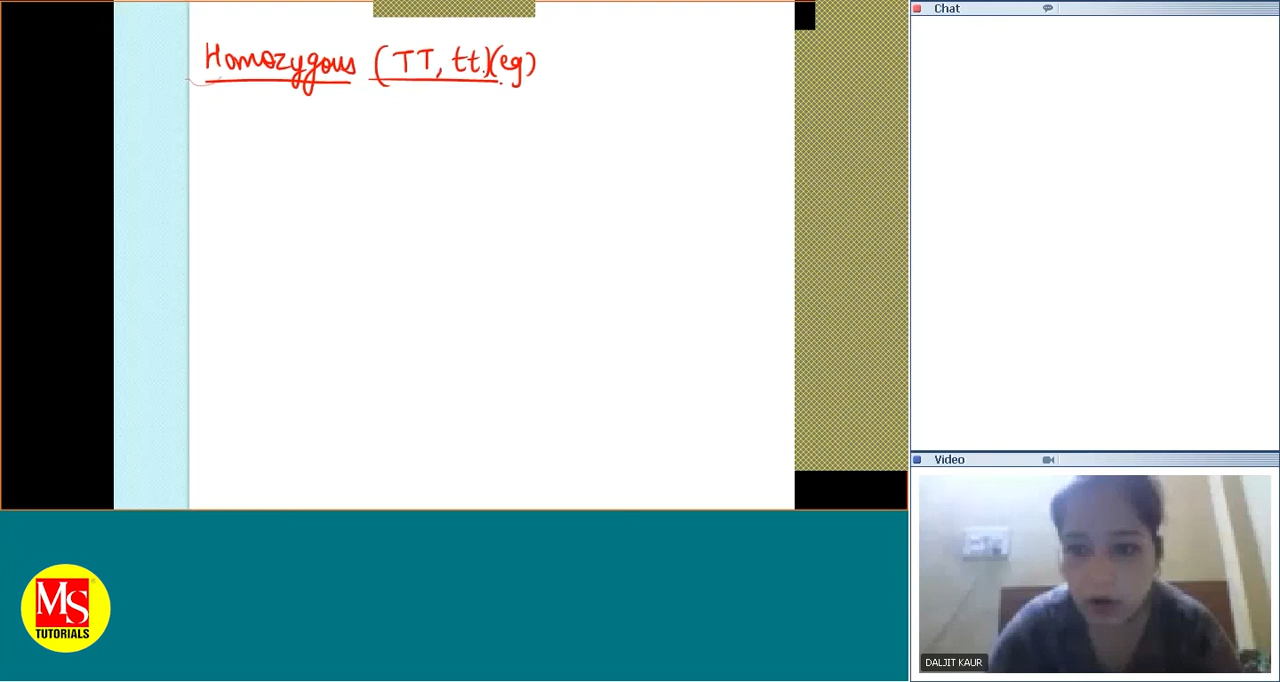 Chat
Homozygous (TT, tt)(eg)
Video
MS
TUTORIALS
DALJIT KAUR